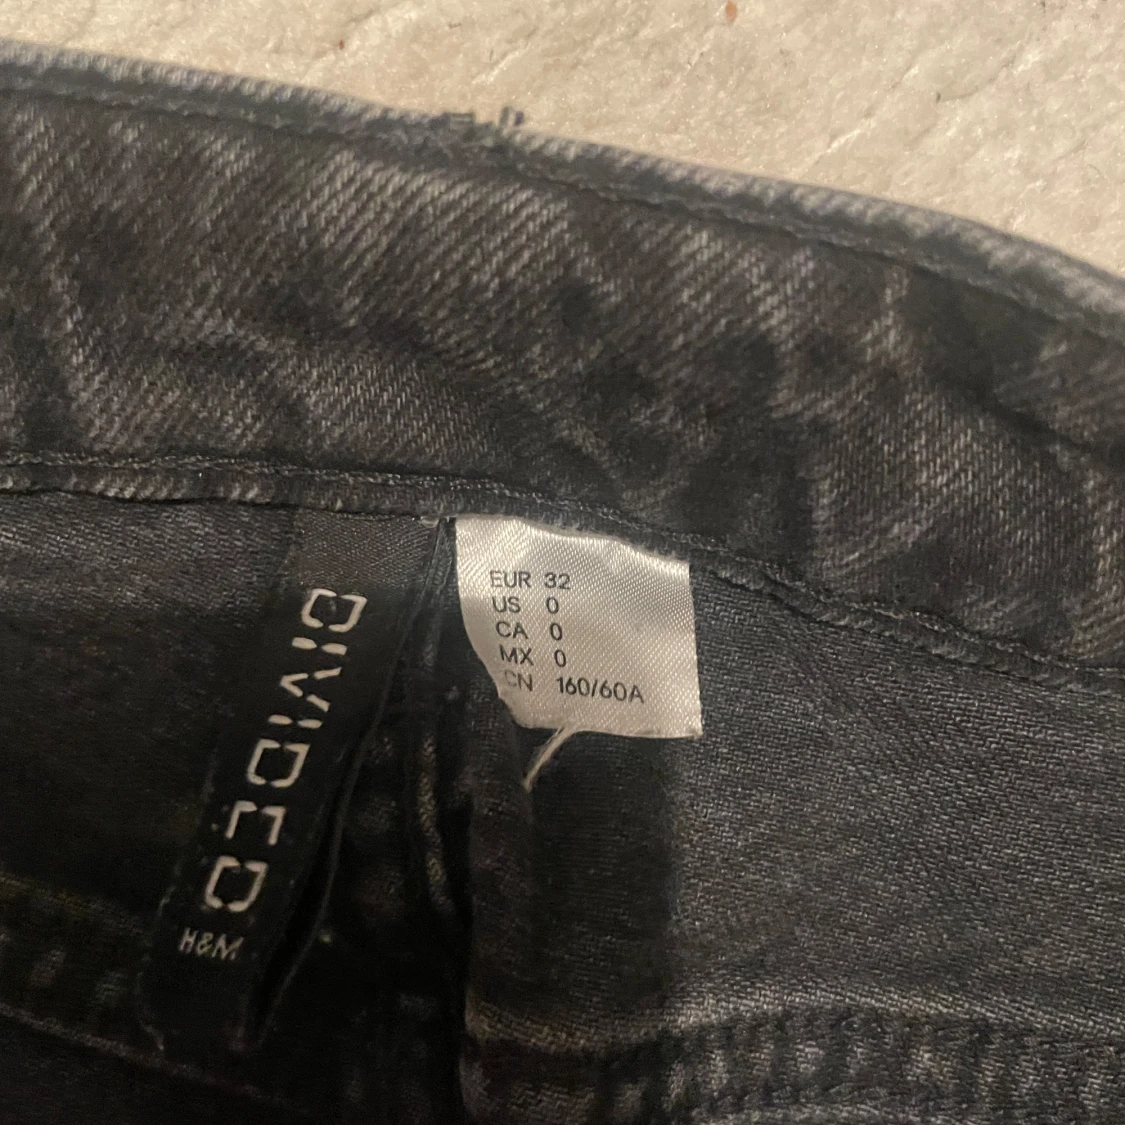 DIVIDED
H&M
EUR 32
US 0
CA 0
MX 0
CN 160/60A